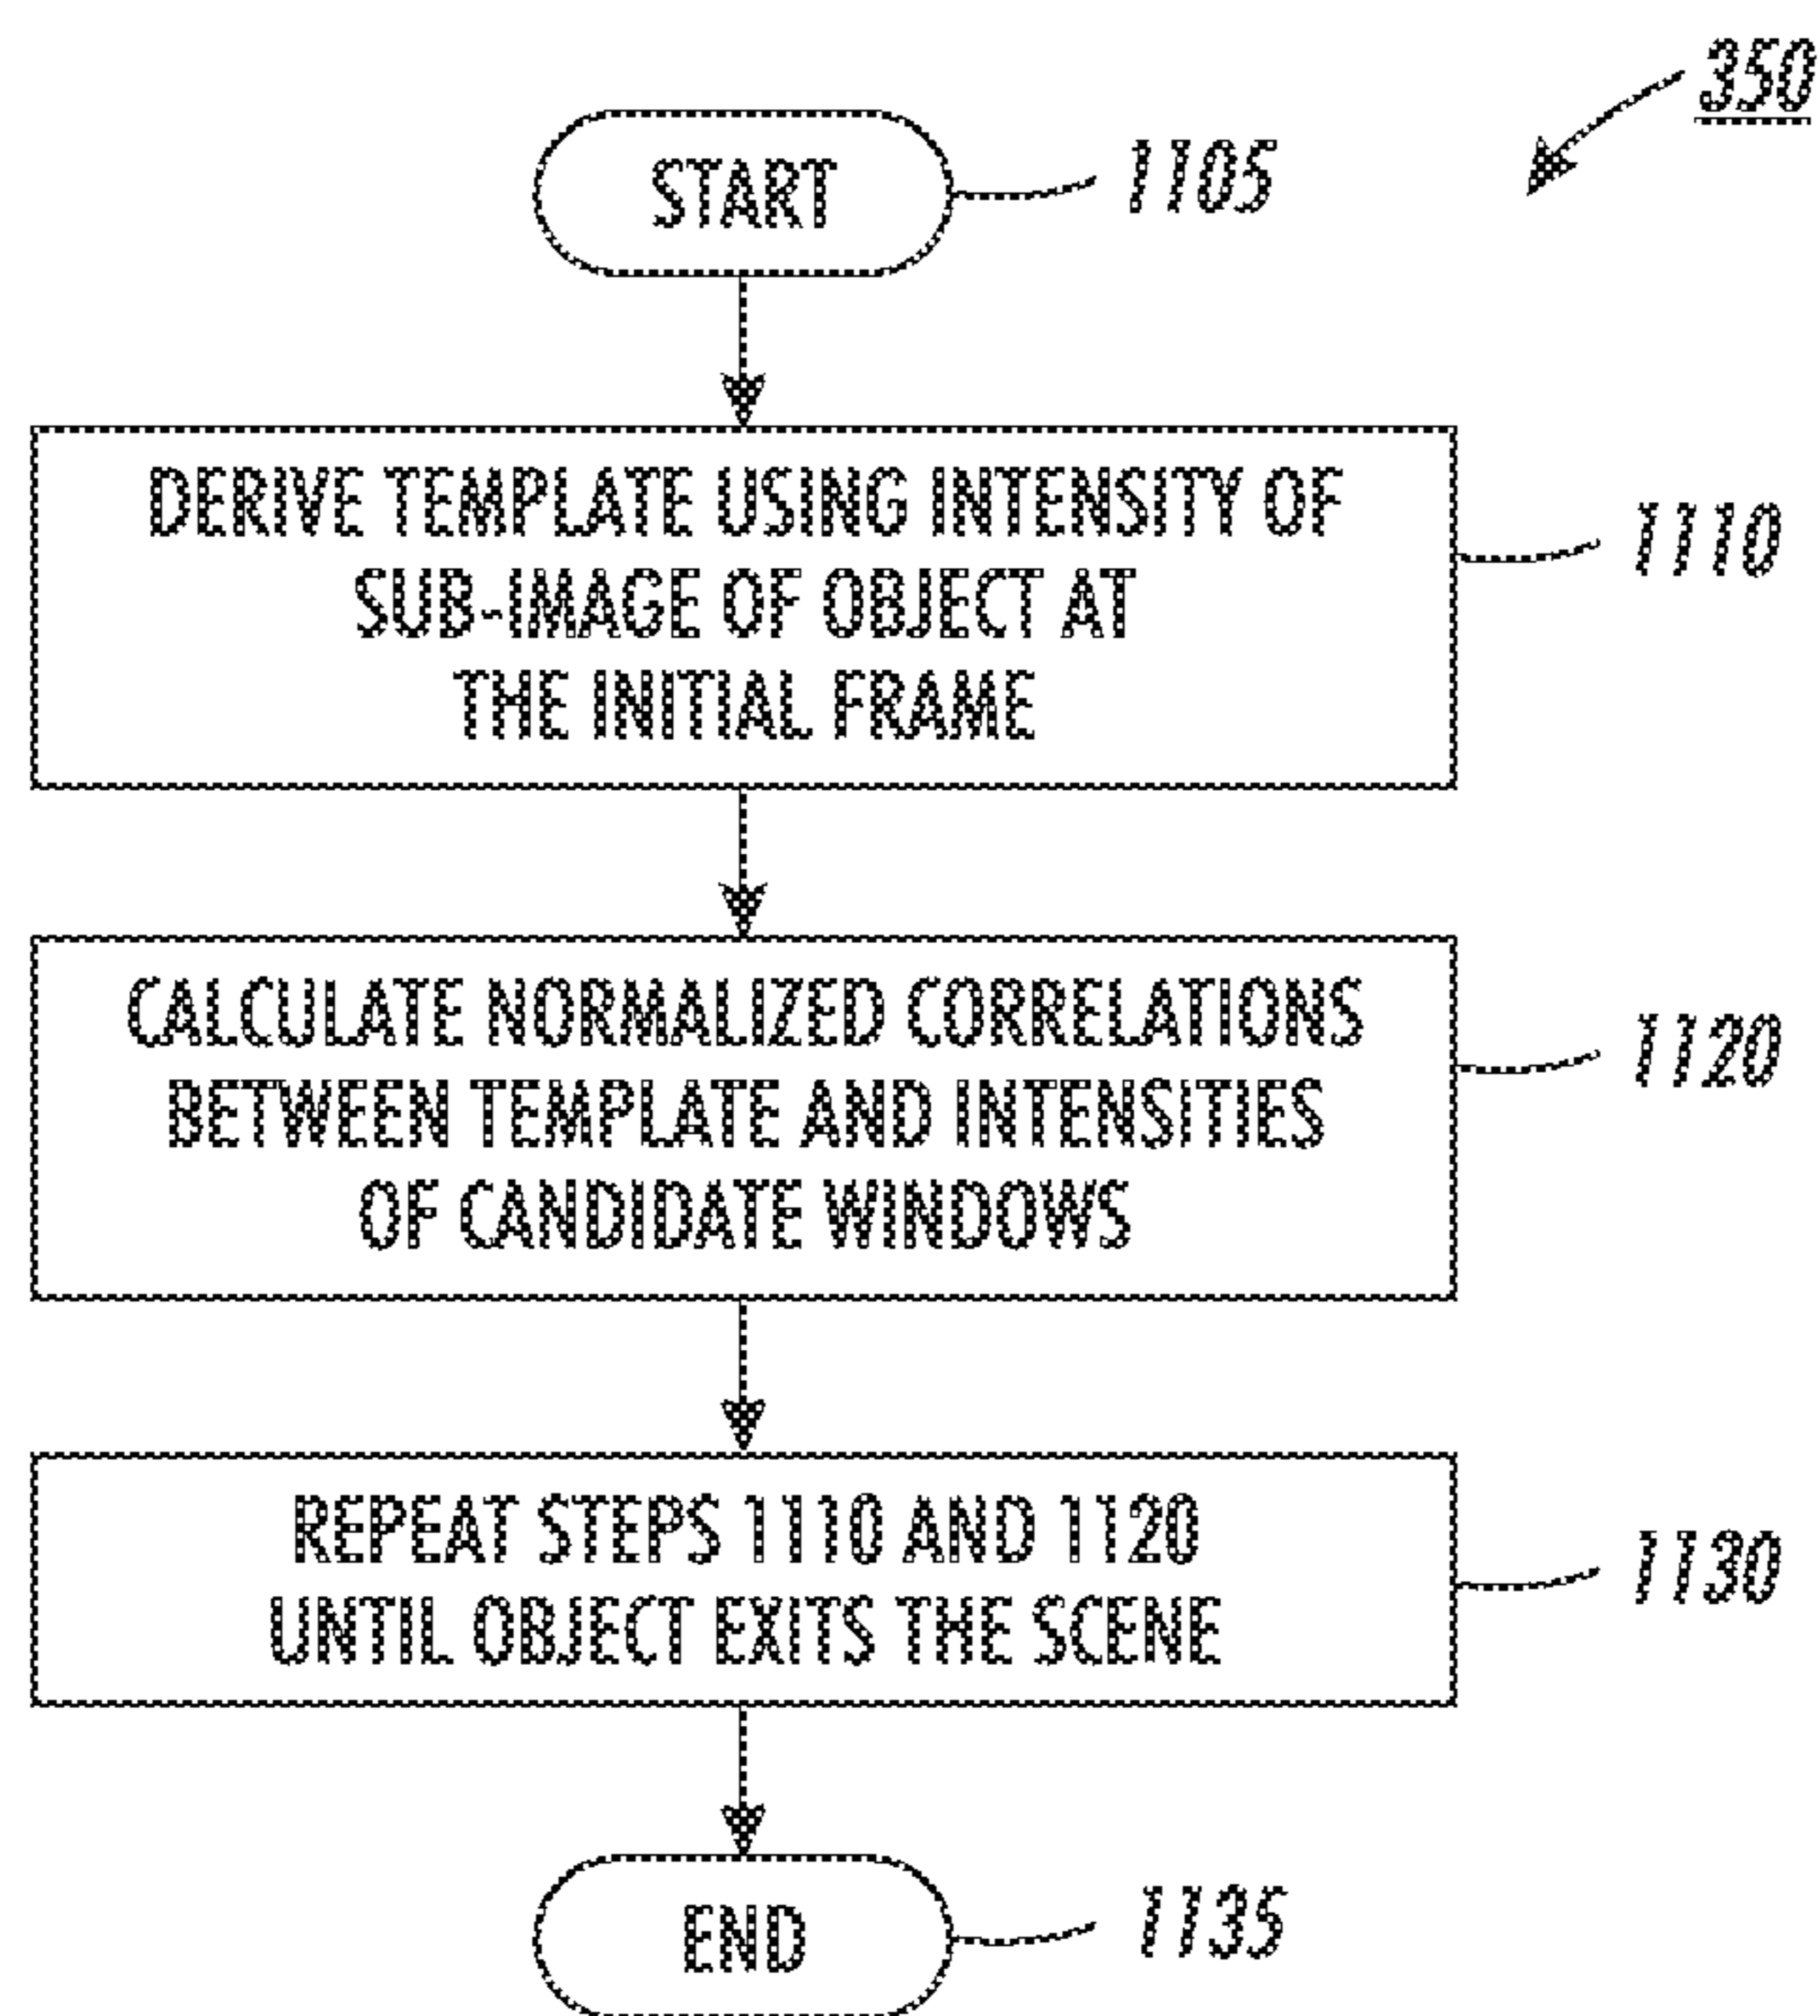 350
START
1105
DERIVE TEMPLATE USING INTENSITY OF
SUB-IMAGE OF OBJECT AT
THE INITIAL FRAME
1110
CALCULATE NORMALIZED CORRELATIONS
BETWEEN TEMPLATE AND INTENSITIES
OF CANDIDATE WINDOWS
1120
REPEAT STEPS 1110 AND 1120
UNTIL OBJECT EXITS THE SCENE
1130
END
1135